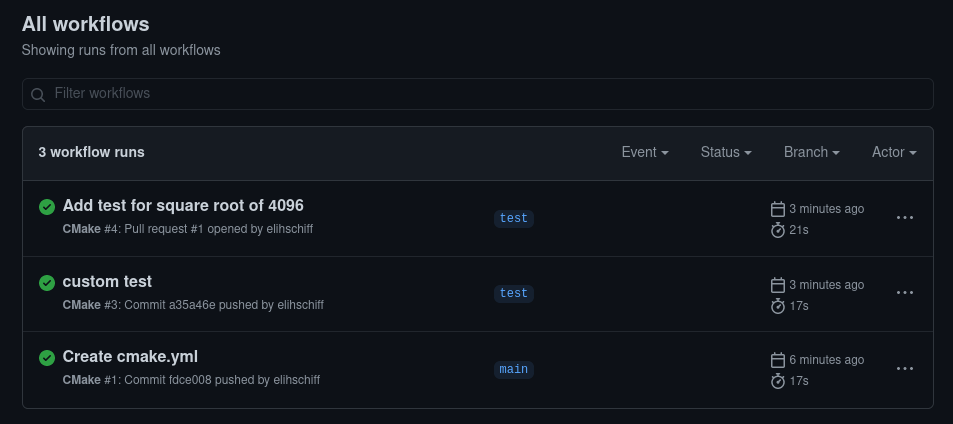 All workflows
Showing runs from all workflows
Filter workflows
3 workflow runs Event Status Branch Actor
Add test for square root of 4096
CMake #4: Pull request #1 opened by elihschiff
test
3 minutes ago
21s
custom test
CMake #3: Commit a35a46e pushed by elihschiff
test
3 minutes ago
17s
Create cmake.yml
CMake #1: Commit fdce008 pushed by elihschiff
main
6 minutes ago
17s